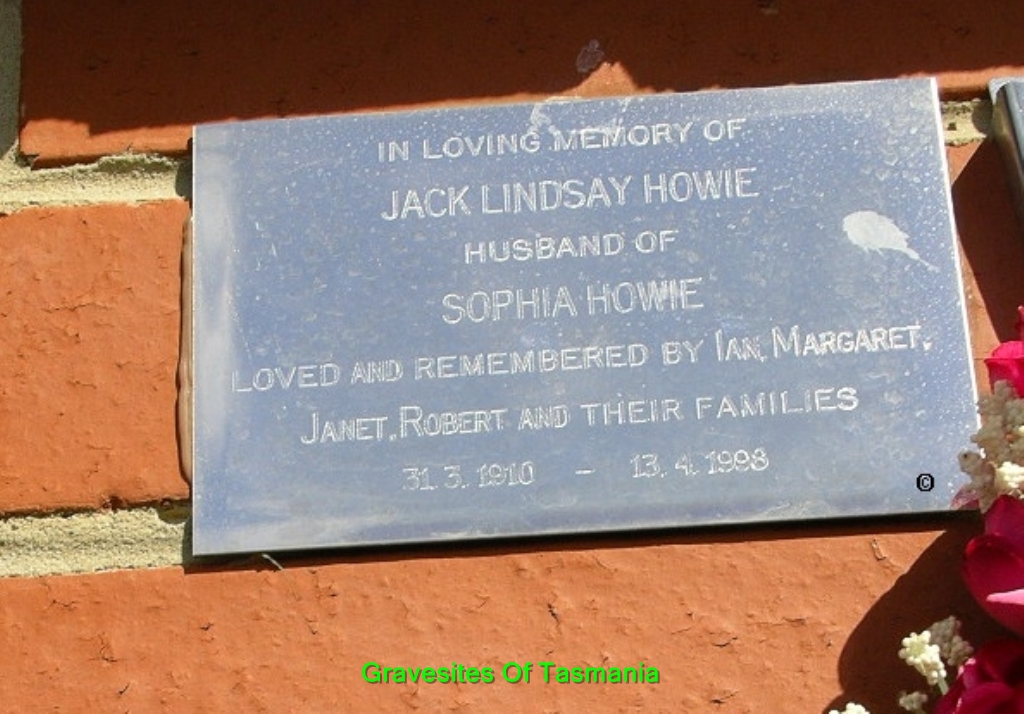 IN LOVING MEMORY OF
JACK LINDSAY HOWIE
HUSBAND OF
SOPHIA HOWIE
LOVED AND REMEMBERED BY IAN, MARGARET,
JANET, ROBERT AND THEIR FAMILIES
31. 3. 1910 – 13. 4. 1998
©
Gravesites Of Tasmania